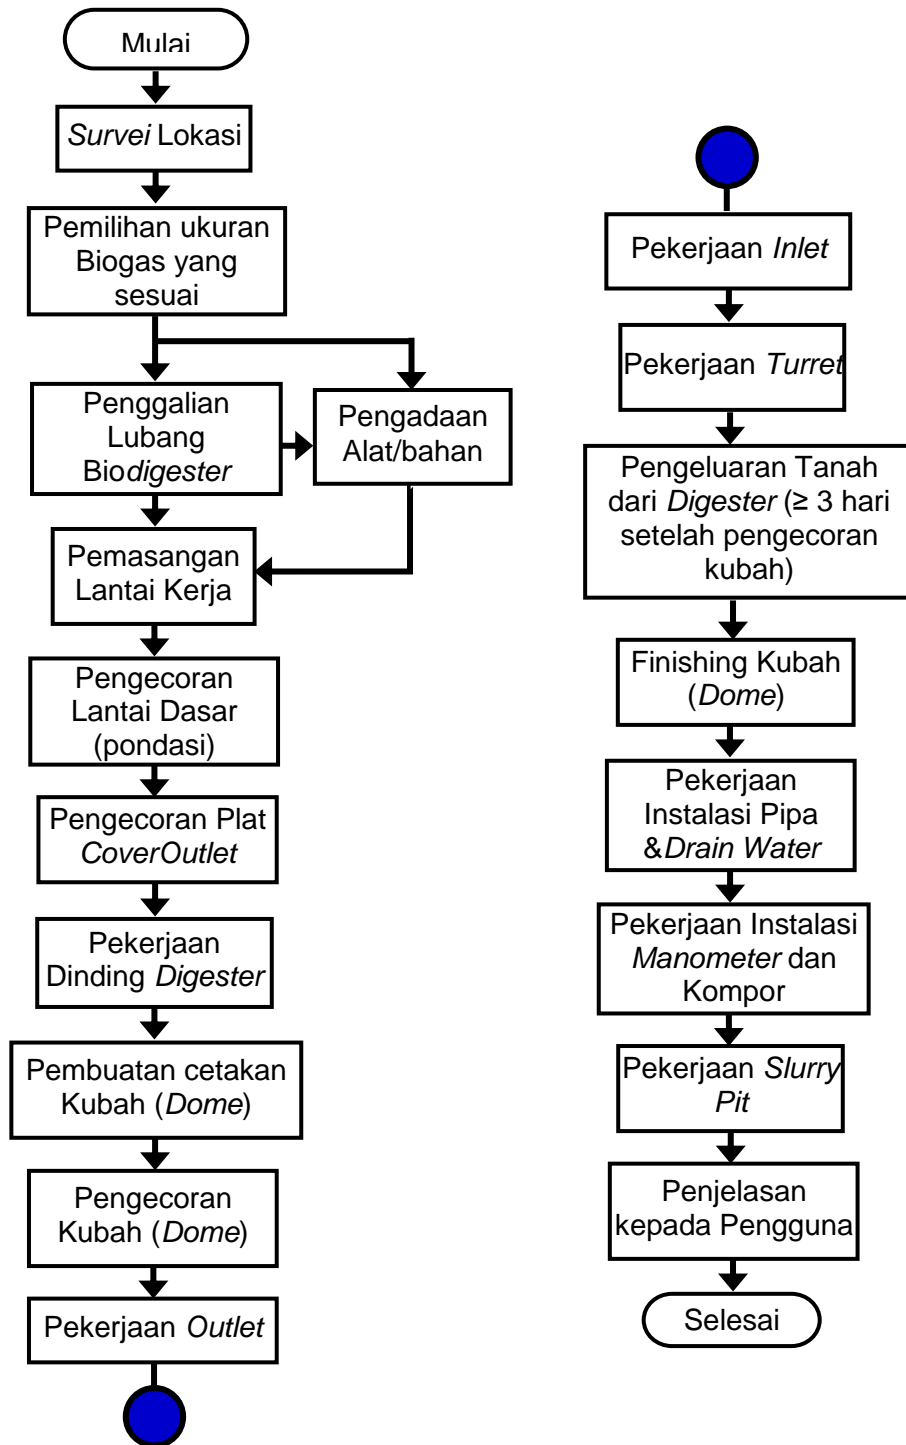 Mulai
Survei Lokasi
Pemilihan ukuran
Biogas yang
sesuai
Penggalian
Lubang
Biodigester
Pengadaan
Alat/bahan
Pemasangan
Lantai Kerja
Pengecoran
Lantai Dasar
(pondasi)
Pengecoran Plat
CoverOutlet
Pekerjaan
Dinding Digester
Pembuatan cetakan
Kubah (Dome)
Pengecoran
Kubah (Dome)
Pekerjaan Outlet
Pekerjaan Inlet
Pekerjaan Turret
Pengeluaran Tanah
dari Digester (≥ 3 hari
setelah pengecoran
kubah)
Finishing Kubah
(Dome)
Pekerjaan
Instalasi Pipa
&Drain Water
Pekerjaan Instalasi
Manometer dan
Kompor
Pekerjaan Slurry
Pit
Penjelasan
kepada Pengguna
Selesai